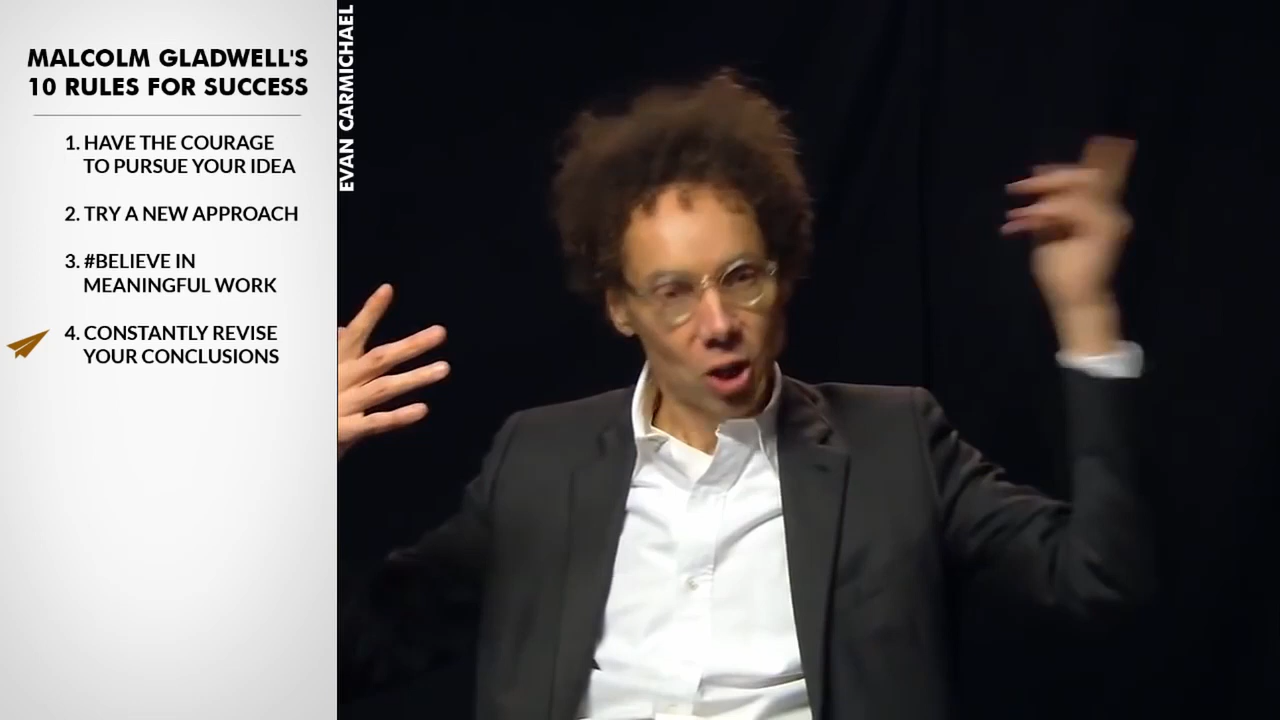 MALCOLM GLADWELL'S
10 RULES FOR SUCCESS
1. HAVE THE COURAGE
TO PURSUE YOUR IDEA
2. TRY A NEW APPROACH
3. #BELIEVE IN
MEANINGFUL WORK
4. CONSTANTLY REVISE
YOUR CONCLUSIONS
EVAN CARMICHAEL